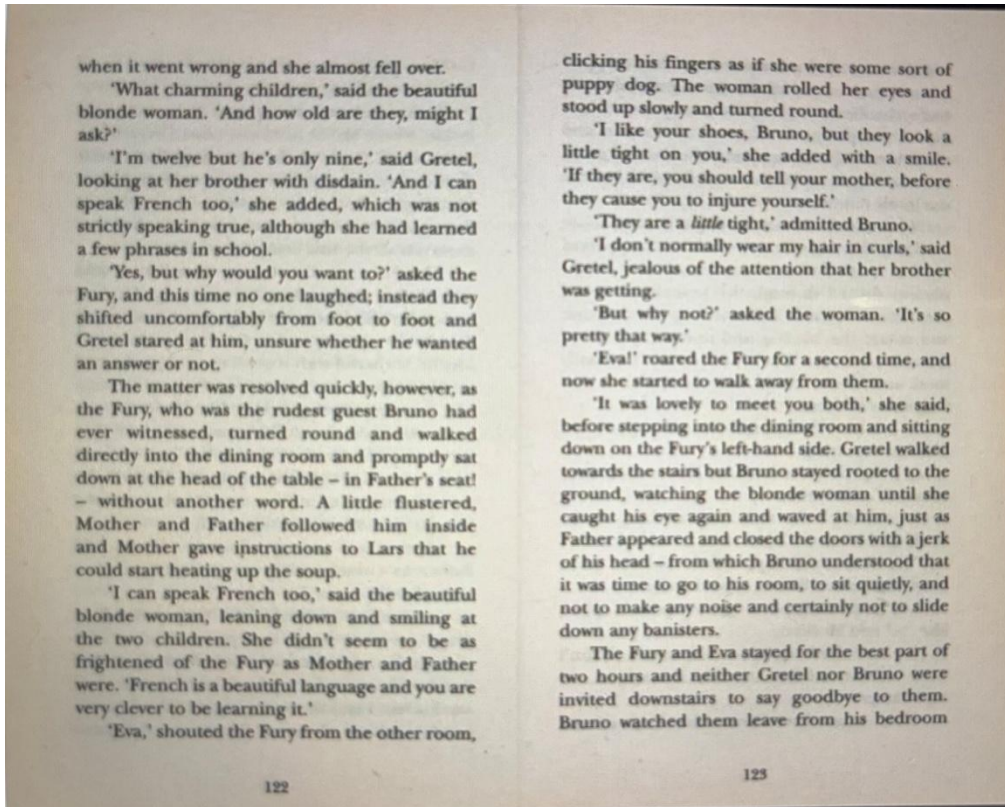 when it went wrong and she almost fell over.
'What charming children,' said the beautiful
blonde woman. 'And how old are they, might I
ask?'
'I'm twelve but he's only nine,' said Gretel,
looking at her brother with disdain. 'And I can
speak French too,' she added, which was not
strictly speaking true, although she had learned
a few phrases in school.
'Yes, but why would you want to?' asked the
Fury, and this time no one laughed; instead they
shifted uncomfortably from foot to foot and
Gretel stared at him, unsure whether he wanted
an answer or not.
The matter was resolved quickly, however, as
the Fury, who was the rudest guest Bruno had
ever witnessed, turned round and walked
directly into the dining room and promptly sat
down at the head of the table – in Father's seat!
– without another word. A little flustered,
Mother and Father followed him inside
and Mother gave instructions to Lars that he
could start heating up the soup.
'I can speak French too,' said the beautiful
blonde woman, leaning down and smiling at
the two children. She didn't seem to be as
frightened of the Fury as Mother and Father
were. 'French is a beautiful language and you are
very clever to be learning it.'
'Eva,' shouted the Fury from the other room,
122
clicking his fingers as if she were some sort of
puppy dog. The woman rolled her eyes and
stood up slowly and turned round.
'I like your shoes, Bruno, but they look a
little tight on you,' she added with a smile.
'If they are, you should tell your mother, before
they cause you to injure yourself.'
'They are a little tight,' admitted Bruno.
'I don't normally wear my hair in curls,' said
Gretel, jealous of the attention that her brother
was getting.
'But why not?' asked the woman. 'It's so
pretty that way.'
'Eva!' roared the Fury for a second time, and
now she started to walk away from them.
'It was lovely to meet you both,' she said,
before stepping into the dining room and sitting
down on the Fury's left-hand side. Gretel walked
towards the stairs but Bruno stayed rooted to the
ground, watching the blonde woman until she
caught his eye again and waved at him, just as
Father appeared and closed the doors with a jerk
of his head – from which Bruno understood that
it was time to go to his room, to sit quietly, and
not to make any noise and certainly not to slide
down any banisters.
The Fury and Eva stayed for the best part of
two hours and neither Gretel nor Bruno were
invited downstairs to say goodbye to them.
Bruno watched them leave from his bedroom
123